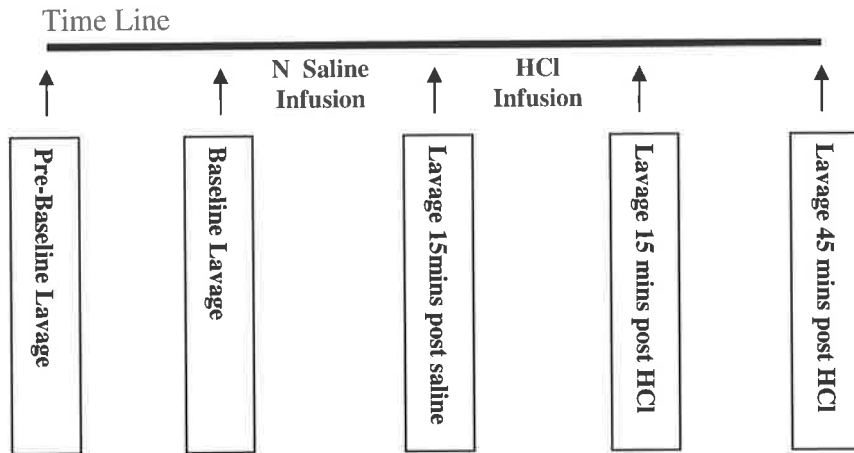 Time Line
N Saline
Infusion
HCl
Infusion
Pre-Baseline Lavage
Baseline Lavage
Lavage 15mins post saline
Lavage 15 mins post HCl
Lavage 45 mins post HCl